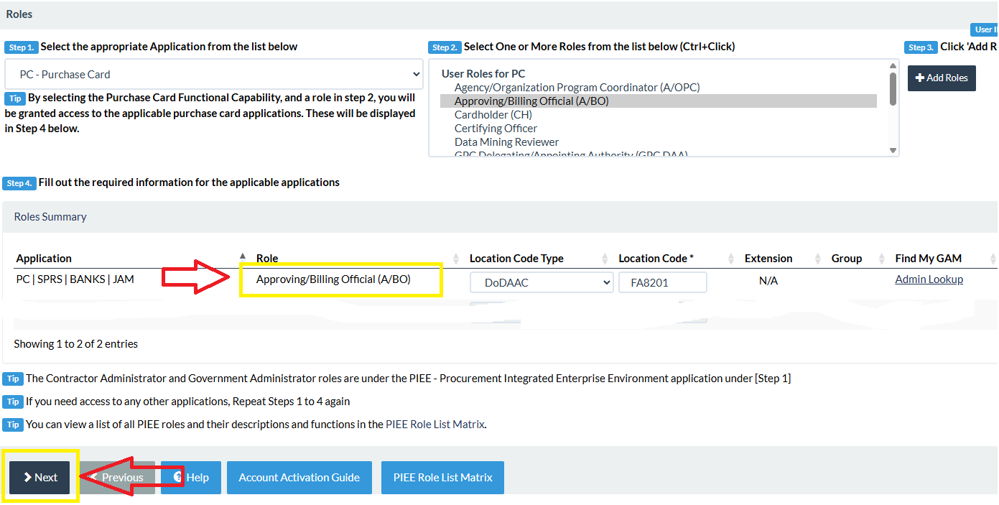 Roles
User I
Step 1. Select the appropriate Application from the list below
PC - Purchase Card
Tip By selecting the Purchase Card Functional Capability, and a role in step 2, you will
be granted access to the applicable purchase card applications. These will be displayed
in Step 4 below.
Step 2. Select One or More Roles from the list below (Ctrl+Click)
User Roles for PC
Agency/Organization Program Coordinator (A/OPC)
Approving/Billing Official (A/BO)
Cardholder (CH)
Certifying Officer
Data Mining Reviewer
GPC Delegating/Appointing Authority (GPC DAA)
Step 3. Click 'Add R
Add Roles
Step 4. Fill out the required information for the applicable applications
Roles Summary
Application Role Location Code Type Location Code * Extension Group Find My GAM
PC | SPRS | BANKS | JAM Approving/Billing Official (A/BO) DoDAAC FA8201 N/A Admin Lookup
Showing 1 to 2 of 2 entries
Tip The Contractor Administrator and Government Administrator roles are under the PIEE - Procurement Integrated Enterprise Environment application under [Step 1]
Tip If you need access to any other applications, Repeat Steps 1 to 4 again
Tip You can view a list of all PIEE roles and their descriptions and functions in the PIEE Role List Matrix.
Next Previous Help Account Activation Guide PIEE Role List Matrix